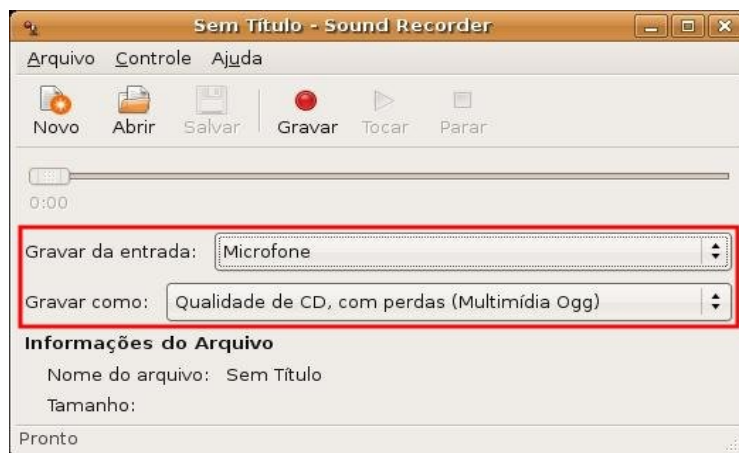 Sem Título - Sound Recorder
Arquivo Controle Ajuda
Novo Abrir Salvar Gravar Tocar Parar
0:00
Gravar da entrada: Microfone
Gravar como: Qualidade de CD, com perdas (Multimídia Ogg)
Informações do Arquivo
Nome do arquivo: Sem Título
Tamanho:
Pronto